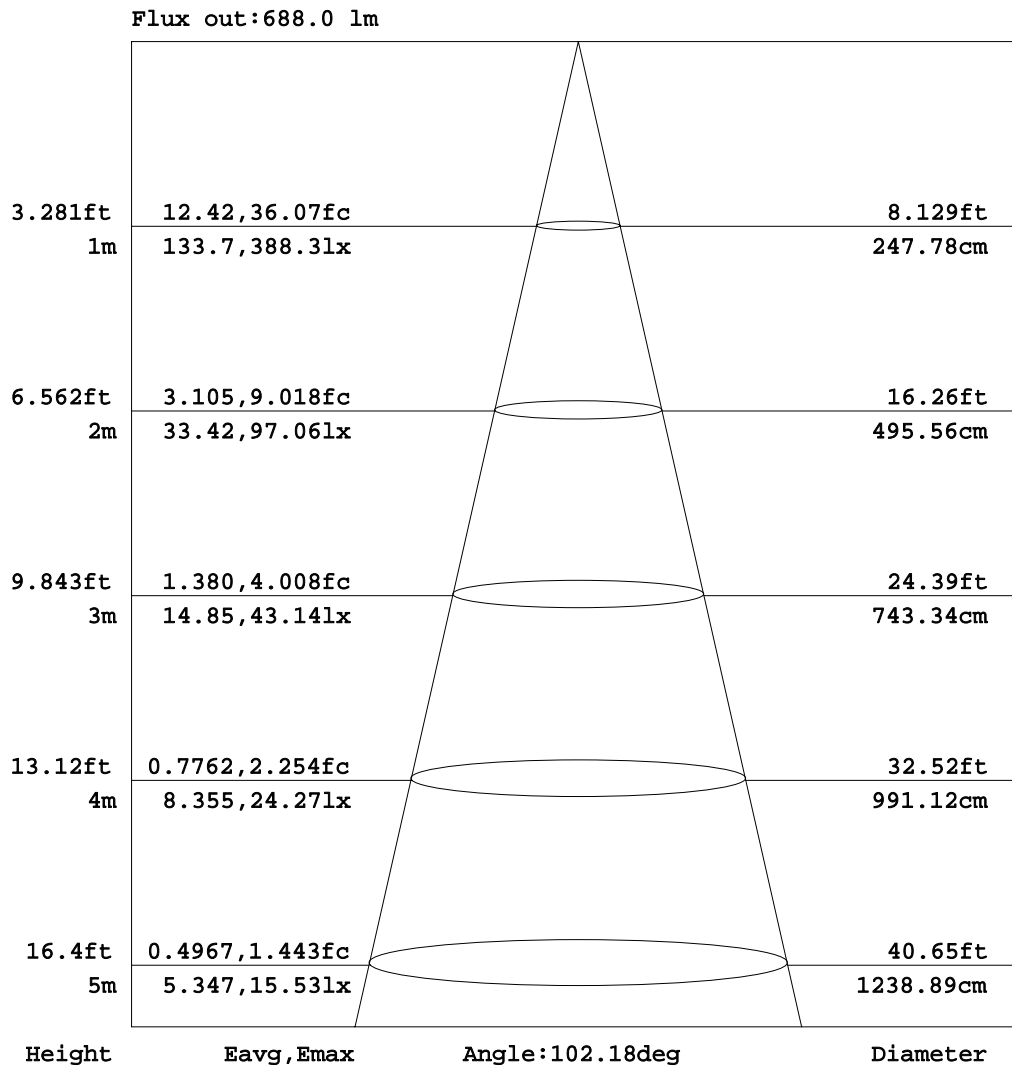 Flux out:688.0 lm
3.281ft 12.42,36.07fc 8.129ft
1m 133.7,388.3lx 247.78cm
6.562ft 3.105,9.018fc 16.26ft
2m 33.42,97.06lx 495.56cm
9.843ft 1.380,4.008fc 24.39ft
3m 14.85,43.14lx 743.34cm
13.12ft 0.7762,2.254fc 32.52ft
4m 8.355,24.27lx 991.12cm
16.4ft 0.4967,1.443fc 40.65ft
5m 5.347,15.53lx 1238.89cm
Height Eavg,Emax Angle:102.18deg Diameter